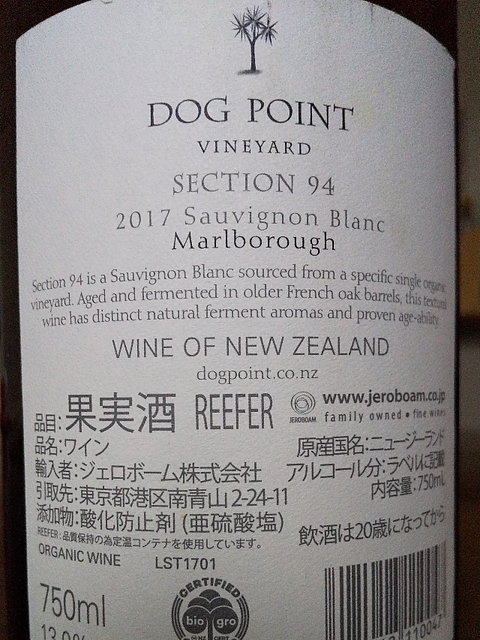 DOG POINT
VINEYARD
SECTION 94
2017 Sauvignon Blanc
Marlborough
Section 94 is a Sauvignon Blanc sourced from a specific single organic
vineyard. Aged and fermented in older French oak barrels, this textural
wine has distinct natural ferment aromas and proven age-ability.
WINE OF NEW ZEALAND
dogpoint.co.nz
品目:果実酒 REEFER
JEROBOAM
www.jeroboam.co.jp
family owned • fine wines
品名:ワイン
原産国名:ニュージーランド
輸入者:ジェロボーム株式会社
アルコール分:ラベルに記載
引取先:東京都港区南青山 2-24-11
内容量:750mL
添加物:酸化防止剤 (亜硫酸塩)
飲酒は20歳になってから
REEFER : 品質保持の為定温コンテナを使用しています。
ORGANIC WINE LST1701
750ml
CERTIFIED
bio gro